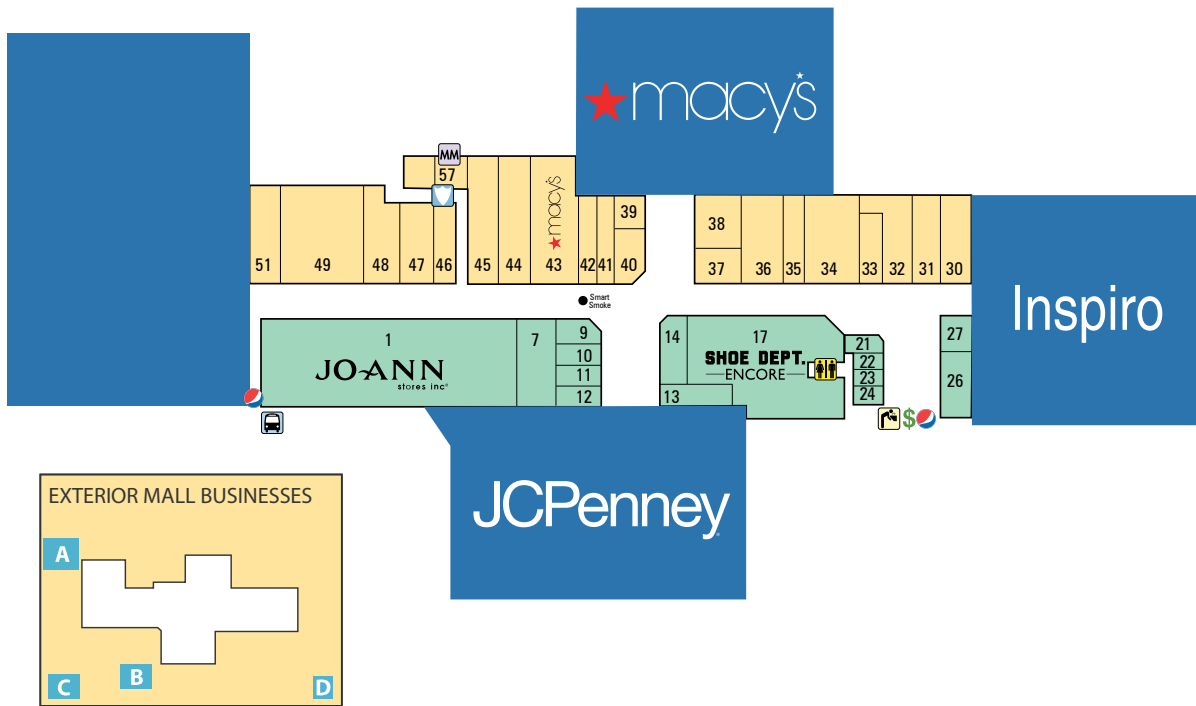 macy's
MM
57
macy's
39
38
51
49
48
47
46
45
44
43
42
41
40
37
36
35
34
33
32
31
30
Smart
Smoke
Inspiro
1
7
9
10
11
12
JO-ANN
stores inc
14
17
SHOE DEPT.
ENCORE
13
21
22
23
24
27
26
$
JCPenney
EXTERIOR MALL BUSINESSES
A
B
C
D